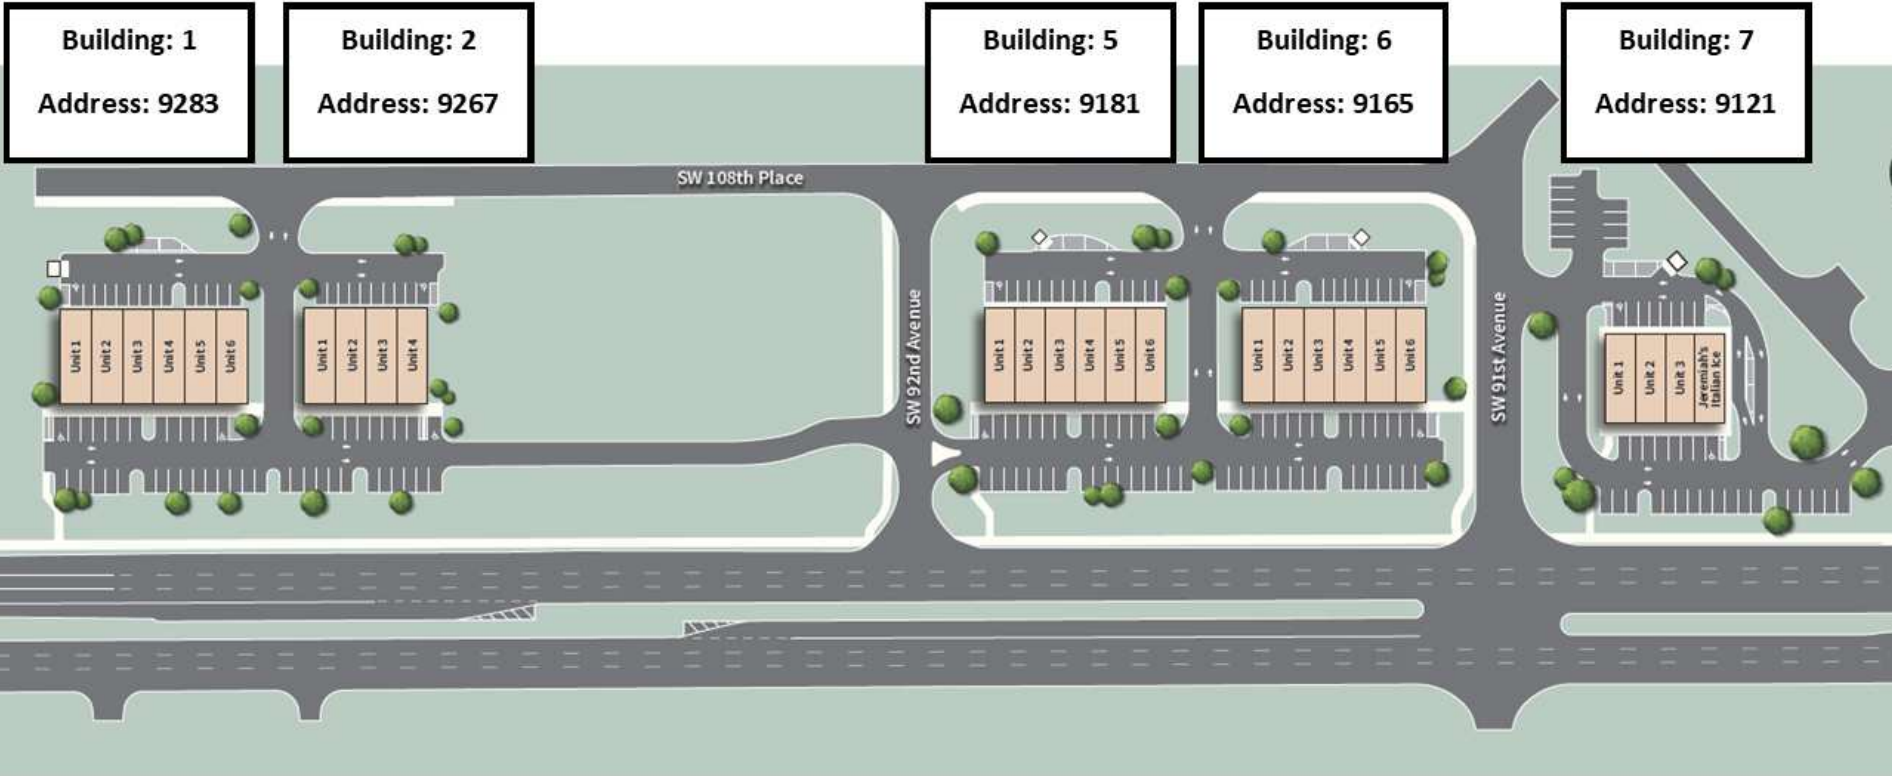 Building: 1
Address: 9283
Building: 2
Address: 9267
Building: 5
Address: 9181
Building: 6
Address: 9165
Building: 7
Address: 9121
SW 108th Place
SW 92nd Avenue
SW 91st Avenue
Unit 1
Unit 2
Unit 3
Unit 4
Unit 5
Unit 6
Unit 1
Unit 2
Unit 3
Unit 4
Unit 1
Unit 2
Unit 3
Unit 4
Unit 5
Unit 6
Unit 1
Unit 2
Unit 3
Unit 4
Unit 5
Unit 6
Unit 1
Unit 2
Unit 3
Jeremiah's
Italian Ice